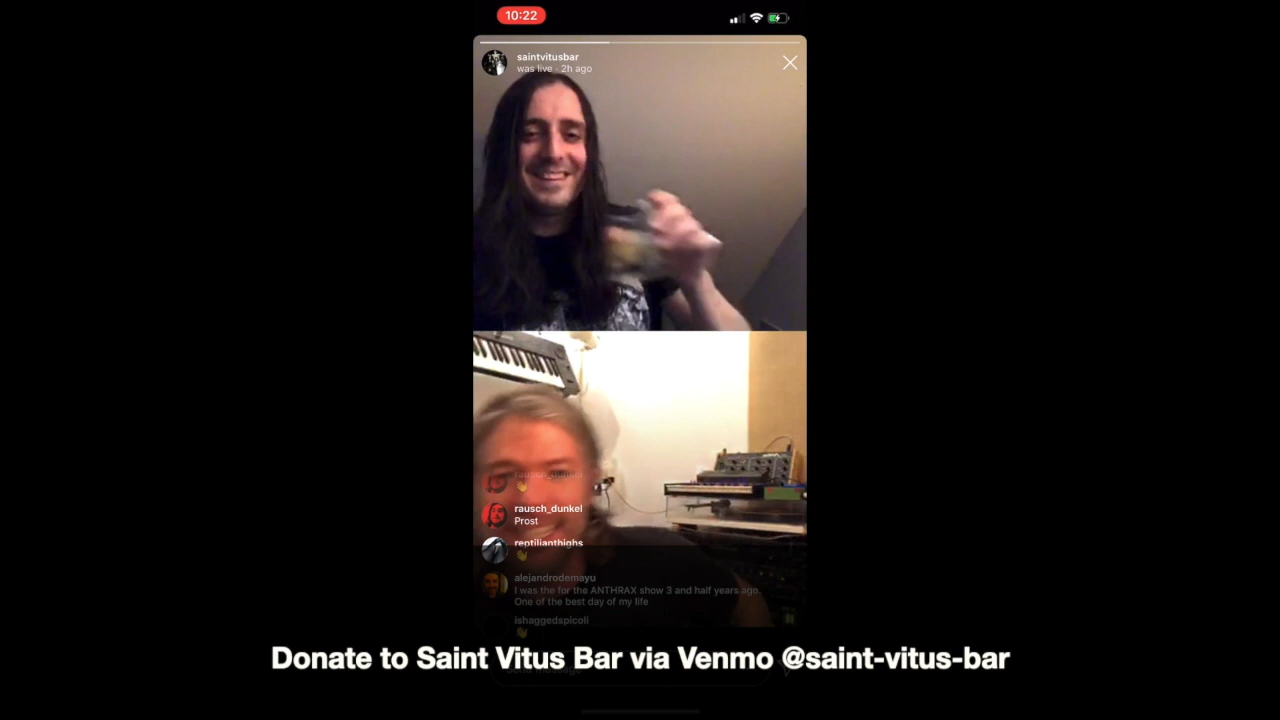 10:22
saintvitusbar
was live · 2h ago
rausch_dunkel
rausch_dunkel
Prost
reptilianthighs
alejandrodemayu
I was the for the ANTHRAX show 3 and half years ago.
One of the best day of my life
ishaggedspicoli
Donate to Saint Vitus Bar via Venmo @saint-vitus-bar